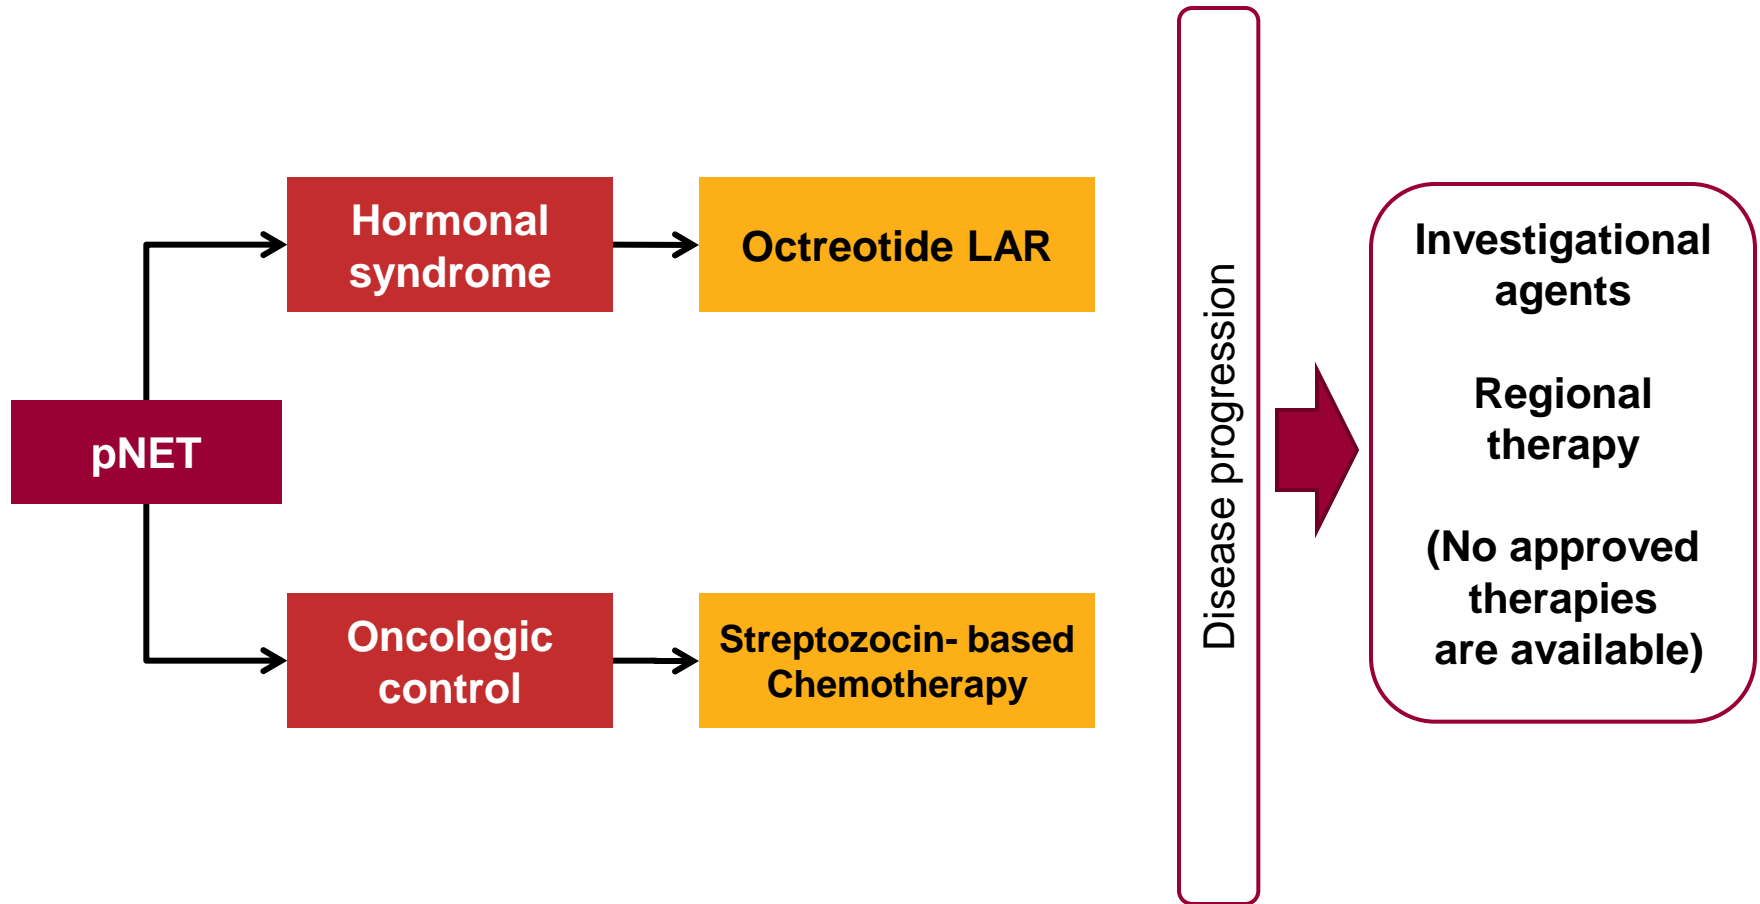 pNET
Hormonal
syndrome
Octreotide LAR
Oncologic
control
Streptozocin- based
Chemotherapy
Disease progression
Investigational
agents
Regional
therapy
(No approved
therapies
are available)